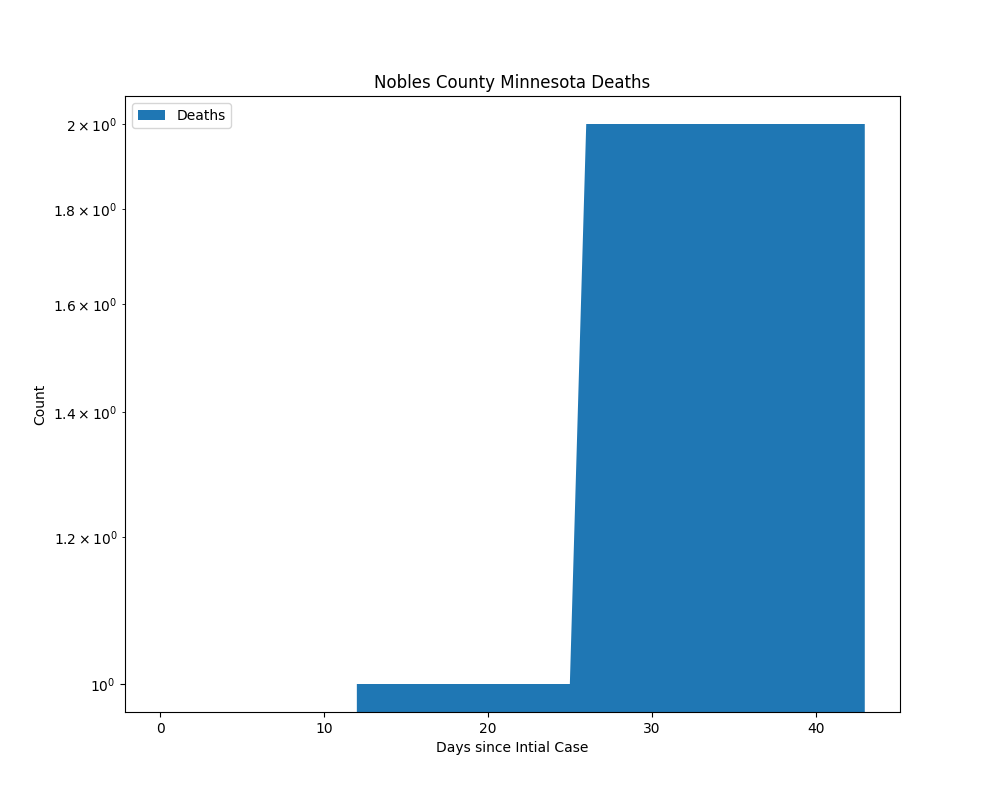 Nobles County Minnesota Deaths
Deaths
2 × 10⁰
1.8 × 10⁰
1.6 × 10⁰
1.4 × 10⁰
1.2 × 10⁰
10⁰
Count
0 10 20 30 40
Days since Intial Case